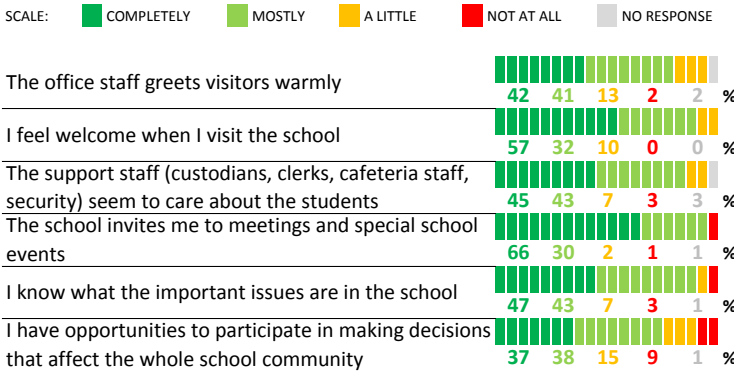 SCALE: COMPLETELY MOSTLY A LITTLE NOT AT ALL NO RESPONSE
The office staff greets visitors warmly
42 41 13 2 2 %
I feel welcome when I visit the school
57 32 10 0 0 %
The support staff (custodians, clerks, cafeteria staff,
security) seem to care about the students
45 43 7 3 3 %
The school invites me to meetings and special school
events
66 30 2 1 1 %
I know what the important issues are in the school
47 43 7 3 1 %
I have opportunities to participate in making decisions
that affect the whole school community
37 38 15 9 1 %